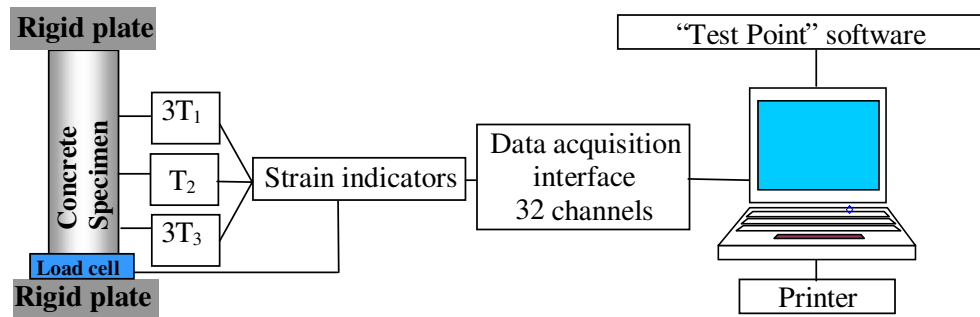 Rigid plate
Concrete
Specimen
Load cell
Rigid plate
3T₁
T₂
3T₃
Strain indicators
Data acquisition
interface
32 channels
“Test Point” software
Printer